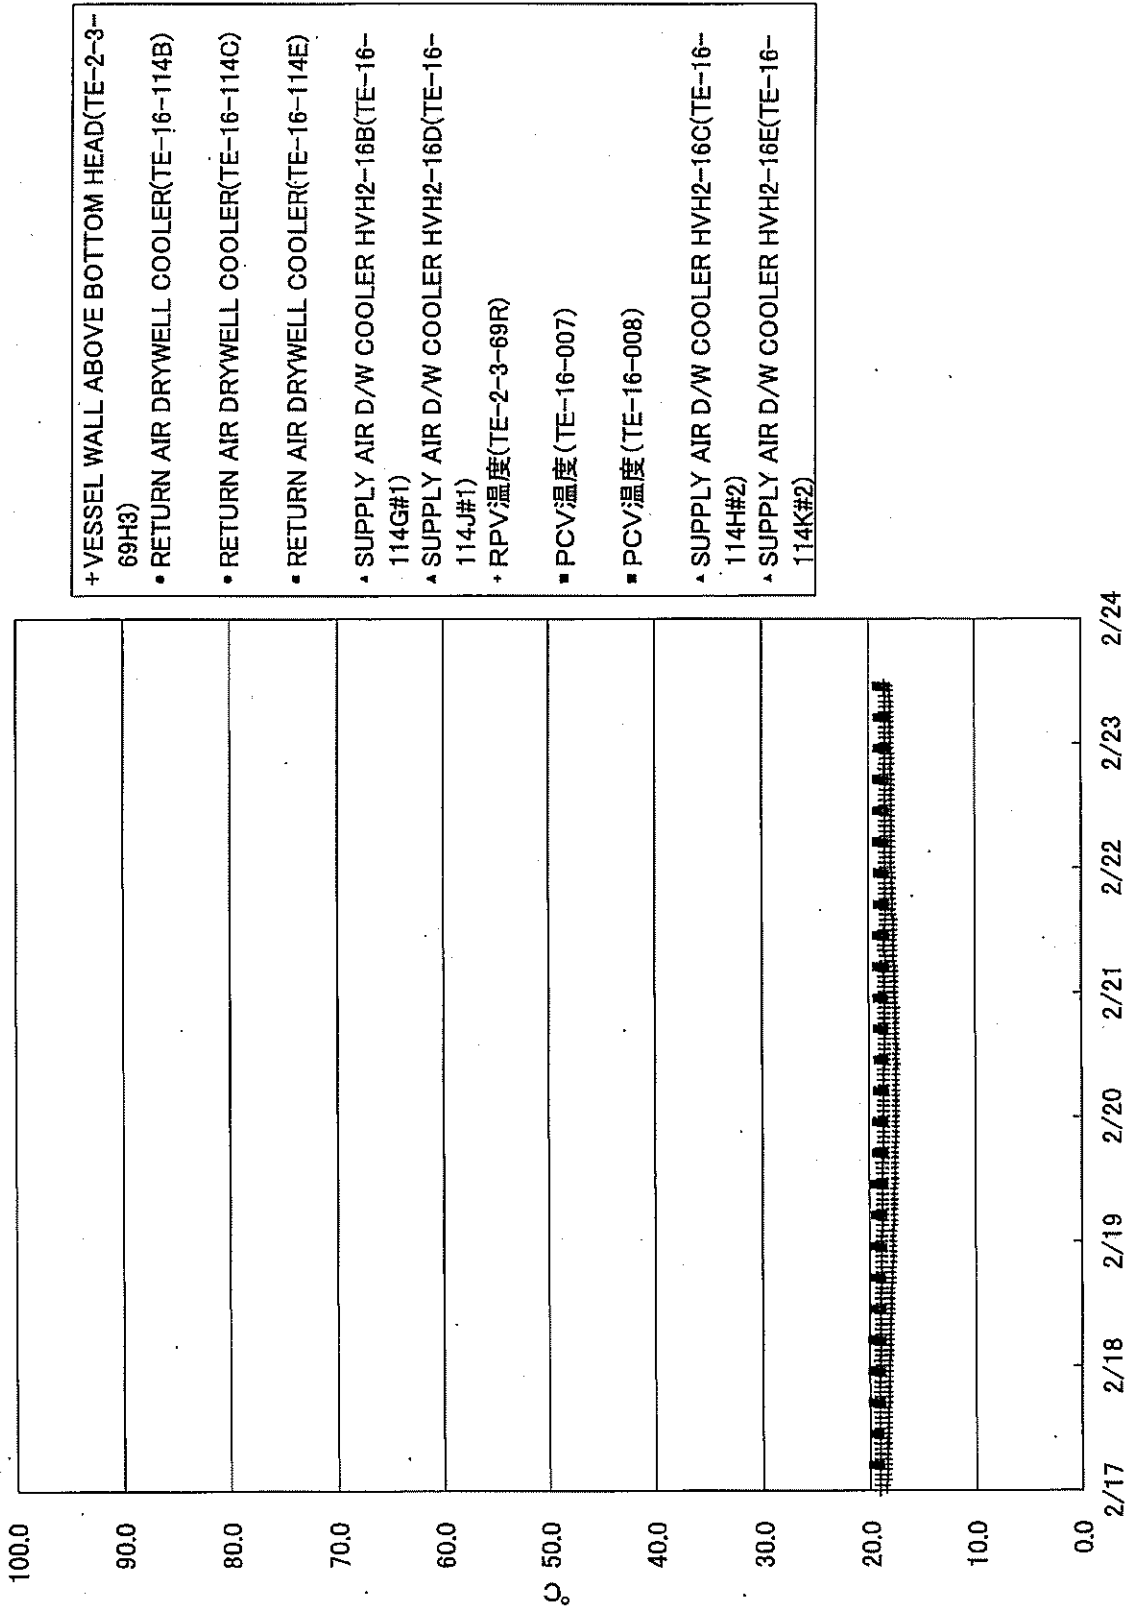 100.0
90.0
80.0
70.0
60.0
50.0
40.0
30.0
20.0
10.0
0.0
℃
2/17
2/18
2/19
2/20
2/21
2/22
2/23
2/24
+ VESSEL WALL ABOVE BOTTOM HEAD(TE-2-3-
69H3)
• RETURN AIR DRYWELL COOLER(TE-16-114B)
• RETURN AIR DRYWELL COOLER(TE-16-114C)
• RETURN AIR DRYWELL COOLER(TE-16-114E)
▲ SUPPLY AIR D/W COOLER HVH2-16B(TE-16-
114G#1)
▲ SUPPLY AIR D/W COOLER HVH2-16D(TE-16-
114J#1)
+ RPV温度(TE-2-3-69R)
■ PCV温度(TE-16-007)
■ PCV温度(TE-16-008)
▲ SUPPLY AIR D/W COOLER HVH2-16C(TE-16-
114H#2)
▲ SUPPLY AIR D/W COOLER HVH2-16E(TE-16-
114K#2)